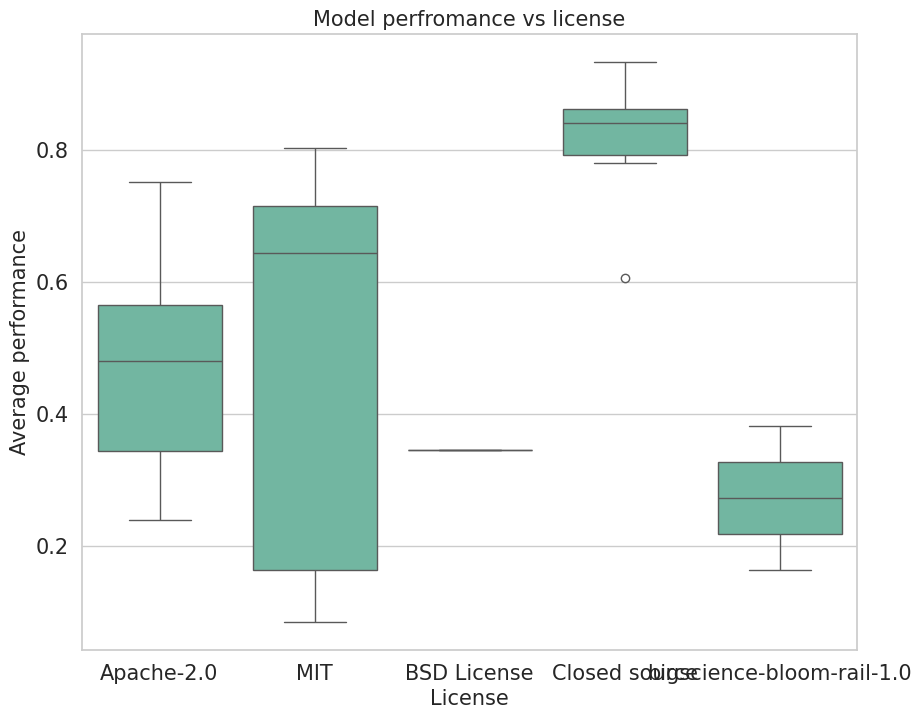 Model perfromance vs license
Average performance
0.8
0.6
0.4
0.2
Apache-2.0
MIT
BSD License
Closed source
bigscience-bloom-rail-1.0
License